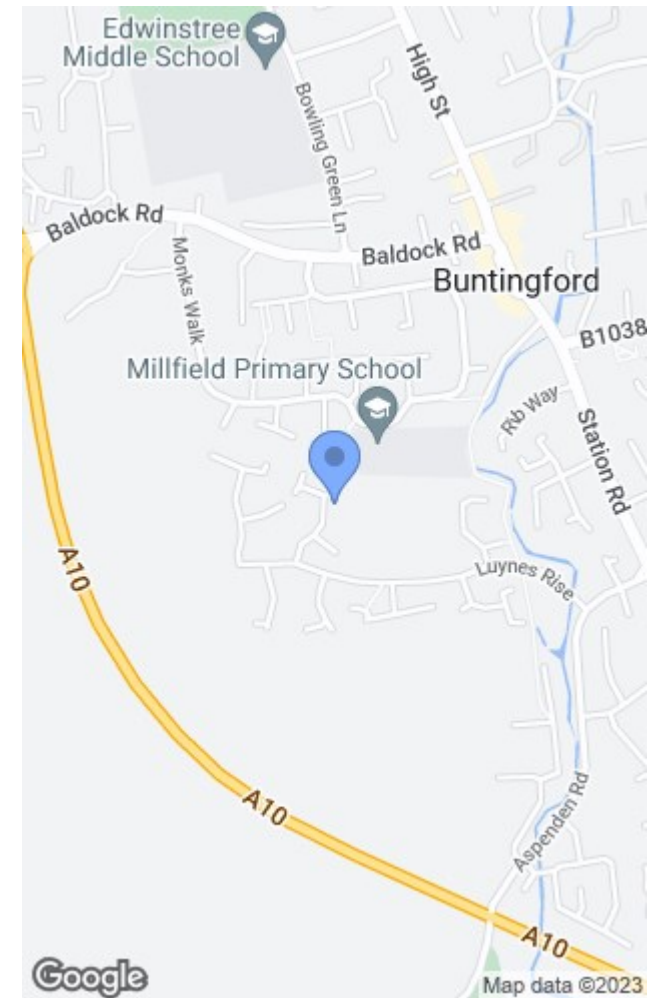 Edwinstree
Middle School
High St
Bowling Green Ln
Baldock Rd
Baldock Rd
Monks Walk
Buntingford
B1038
Millfield Primary School
Rib Way
Station Rd
A10
Luynes Rise
A10
Aspenden Rd
A10
Google
Map data ©2023